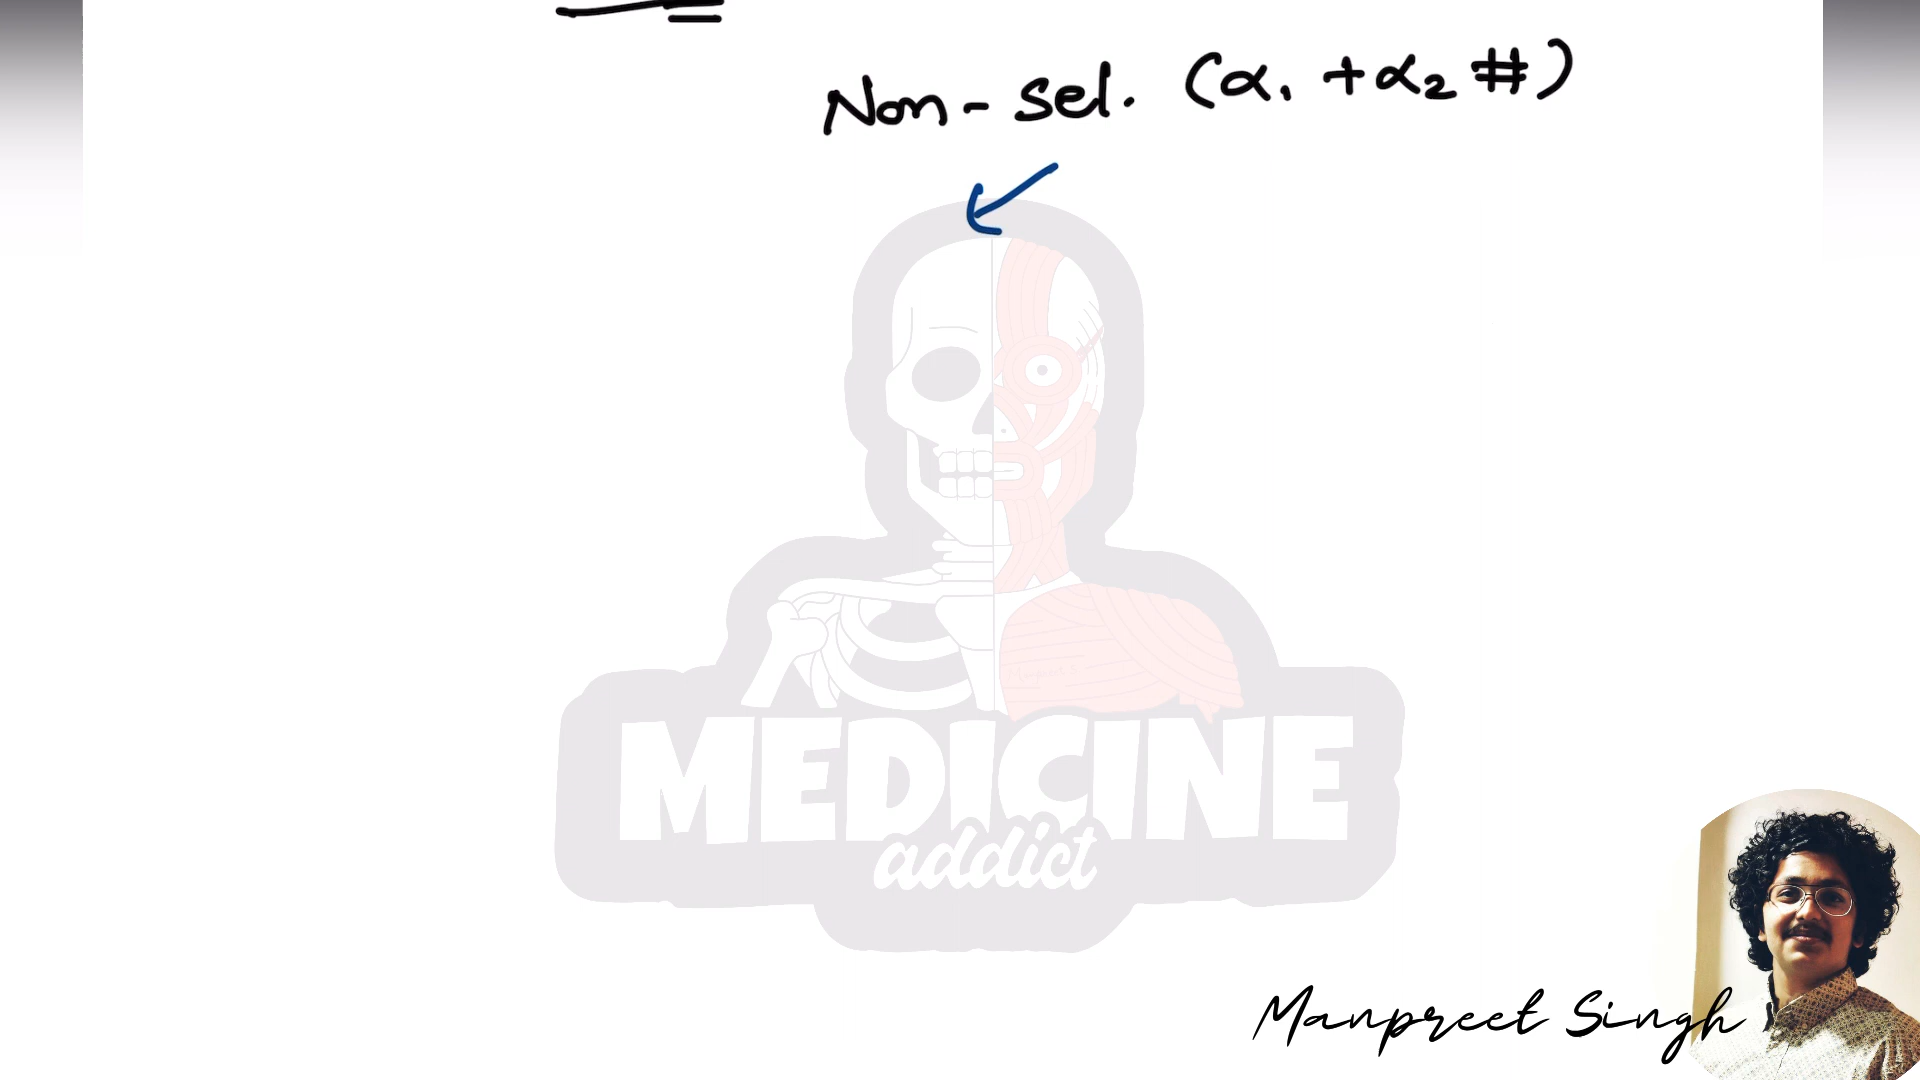 Non-sel. (α₁ +α₂ #)
MEDICINE
addict
Manpreet Singh